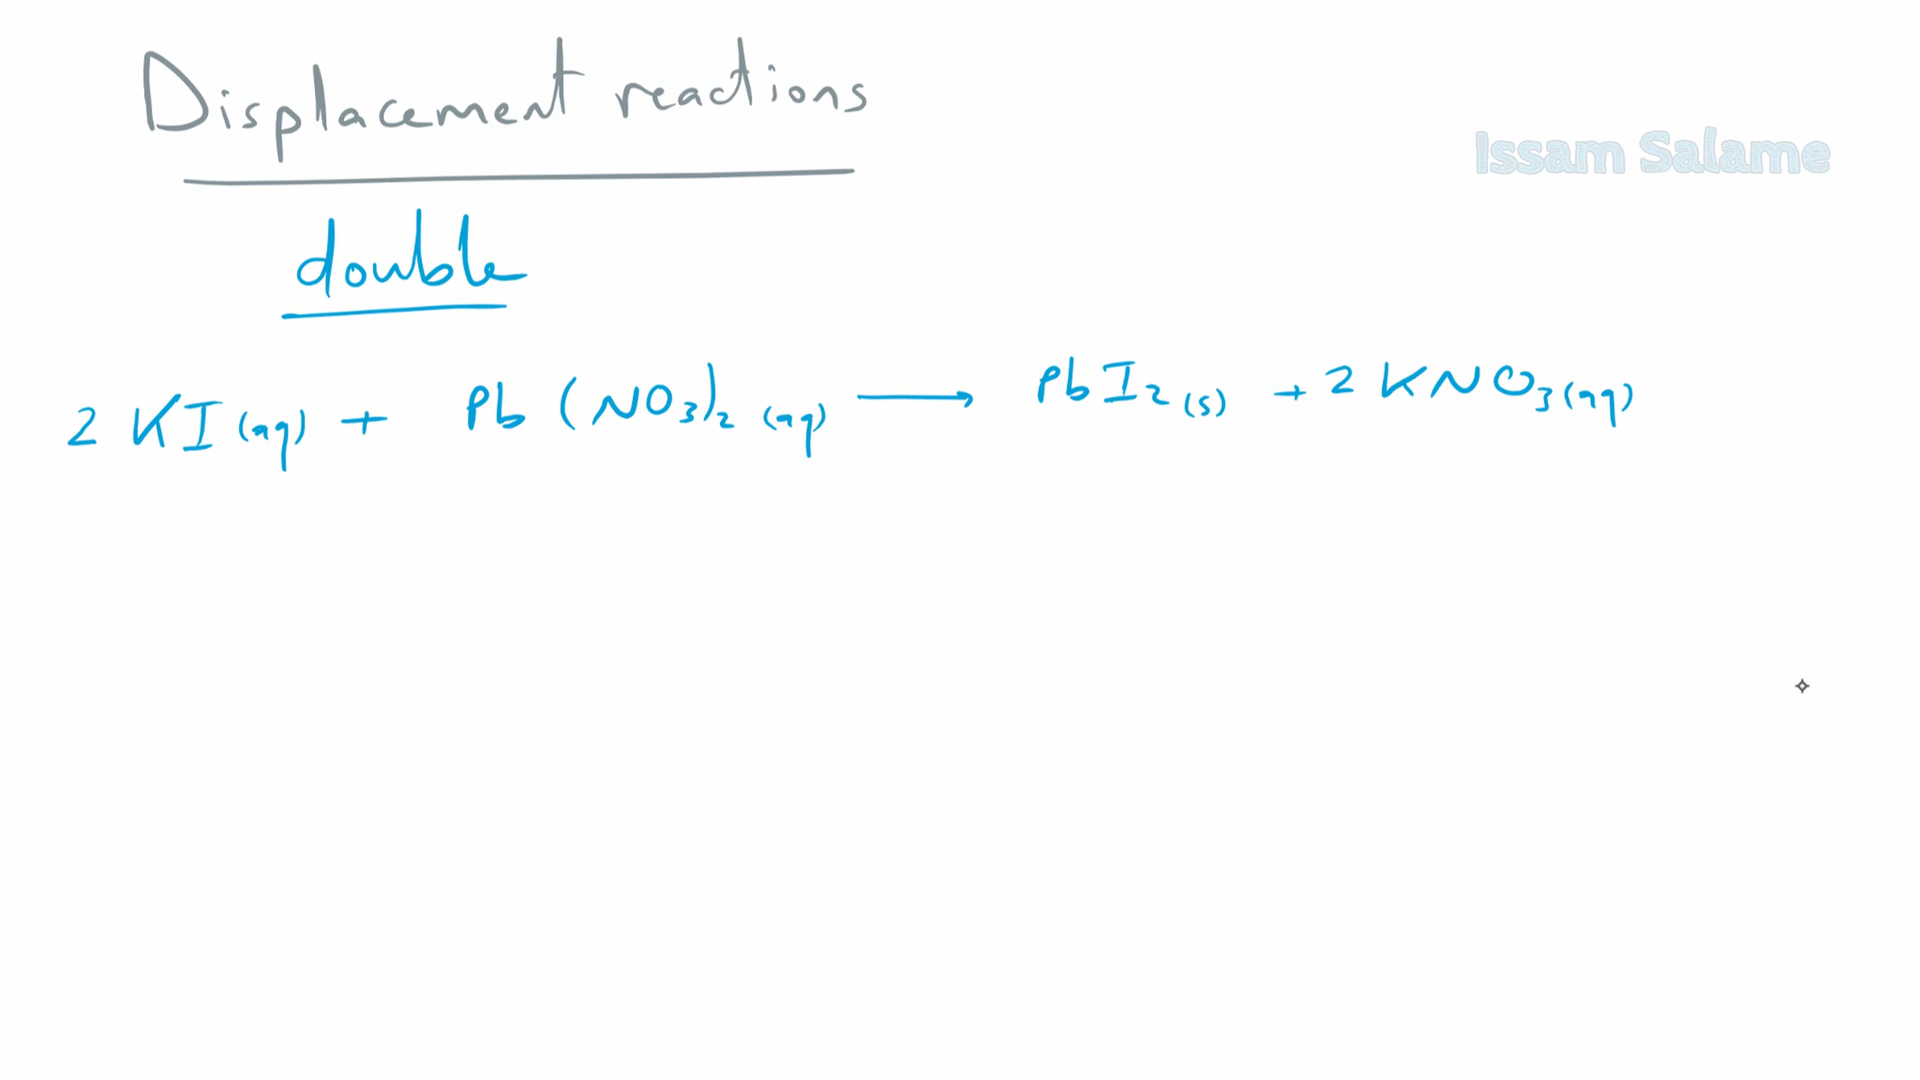 Displacement reactions
Issam Salame
double
2 KI (aq) + Pb (NO₃)₂ (aq) ⟶ PbI₂ (s) + 2 KNO₃ (aq)